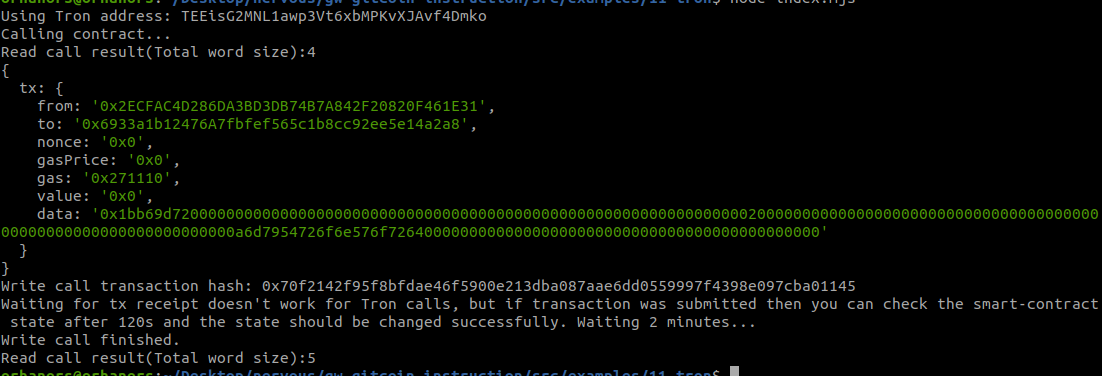 Using Tron address: TEEisG2MNL1awp3Vt6xbMPKvXJAvf4Dmko
Calling contract...
Read call result(Total word size):4
{
  tx: {
    from: '0x2ECFAC4D286DA3BD3DB74B7A842F20820F461E31',
    to: '0x6933a1b12476A7fbfef565c1b8cc92ee5e14a2a8',
    nonce: '0x0',
    gasPrice: '0x0',
    gas: '0x271110',
    value: '0x0',
    data: '0x1bb69d720000000000000000000000000000000000000000000000000000000000000020000000000000000000000000000000000000000
0000000000000000000000000a6d7954726f6e576f726400000000000000000000000000000000000000000000'
  }
}
Write call transaction hash: 0x70f2142f95f8bfdae46f5900e213dba087aae6dd0559997f4398e097cba01145
Waiting for tx receipt doesn't work for Tron calls, but if transaction was submitted then you can check the smart-contract
 state after 120s and the state should be changed successfully. Waiting 2 minutes...
Write call finished.
Read call result(Total word size):5